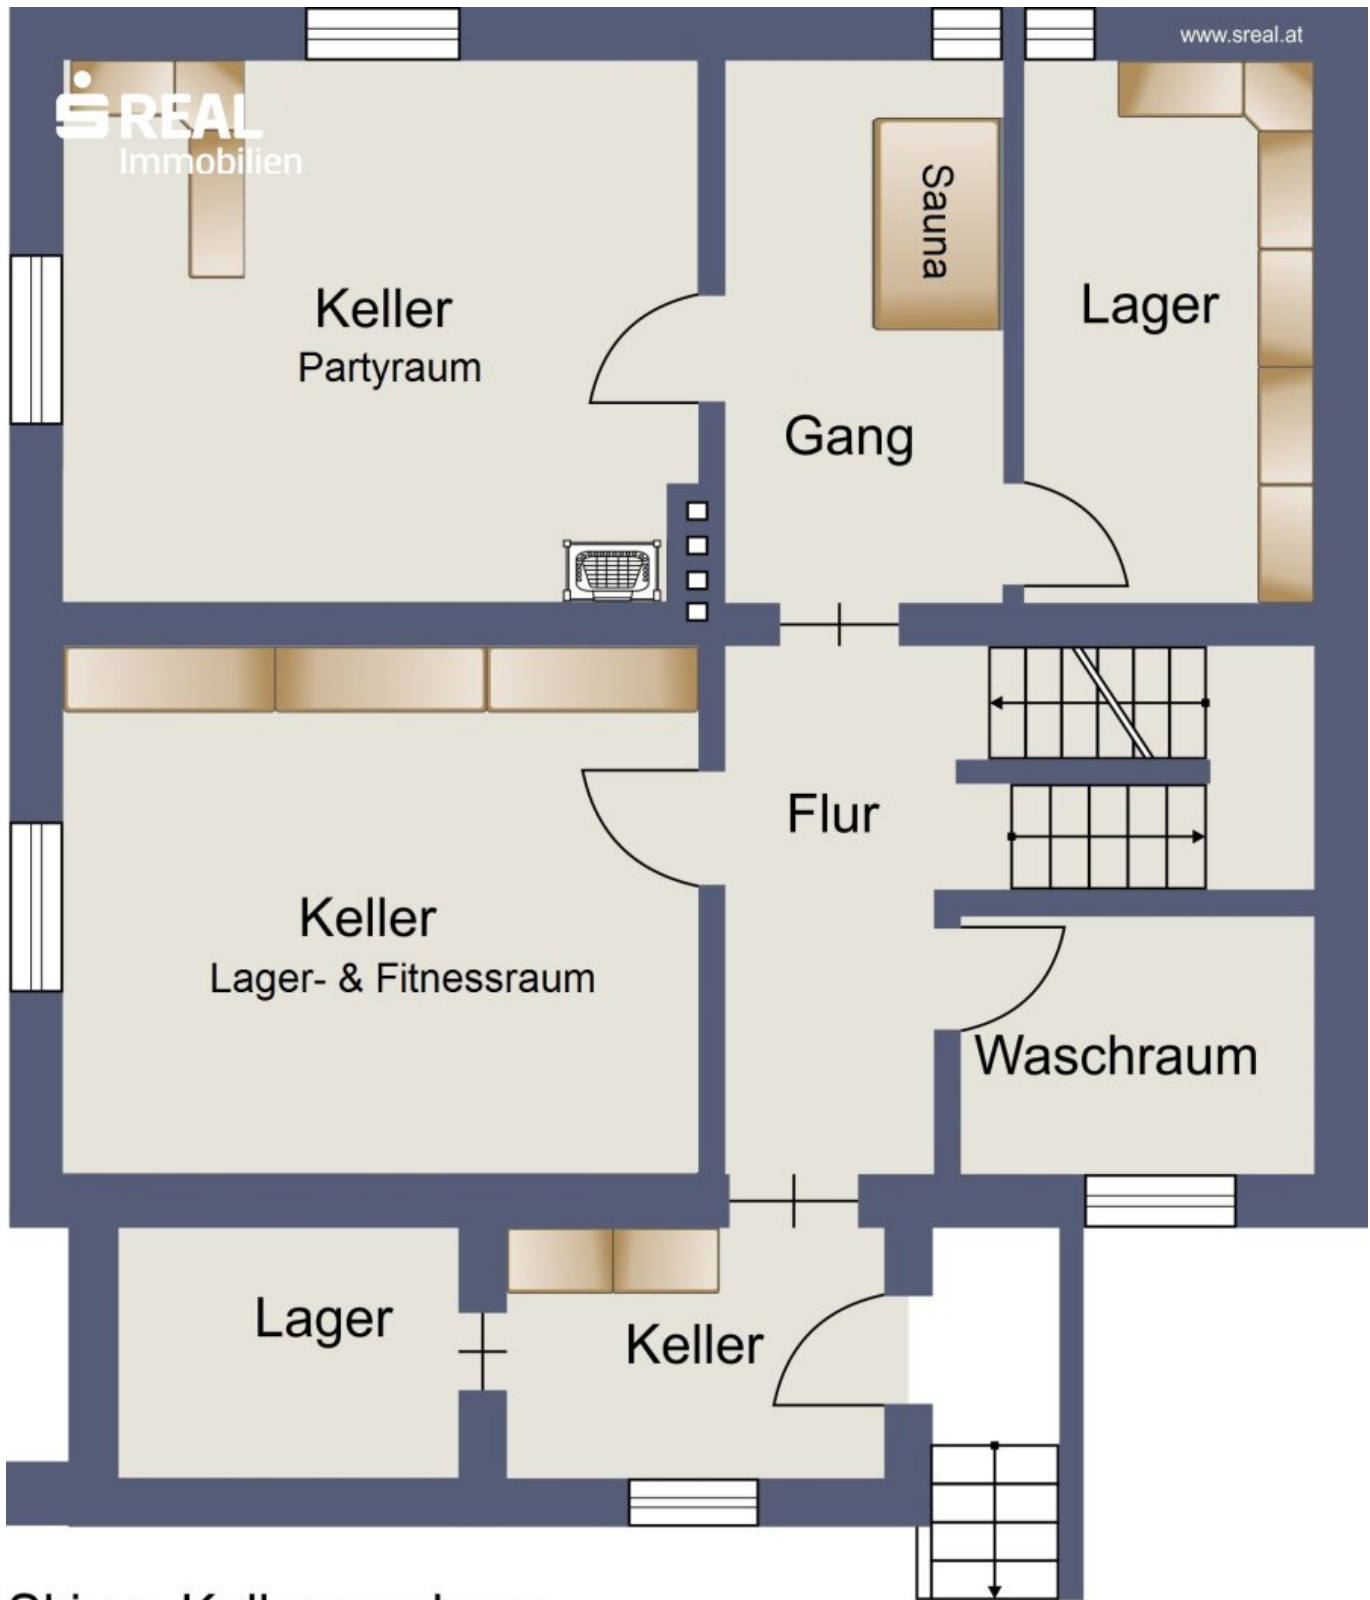 www.sreal.at
S REAL
Immobilien
Sauna
Keller
Partyraum
Lager
Gang
Flur
Keller
Lager- & Fitnessraum
Waschraum
Lager
Keller